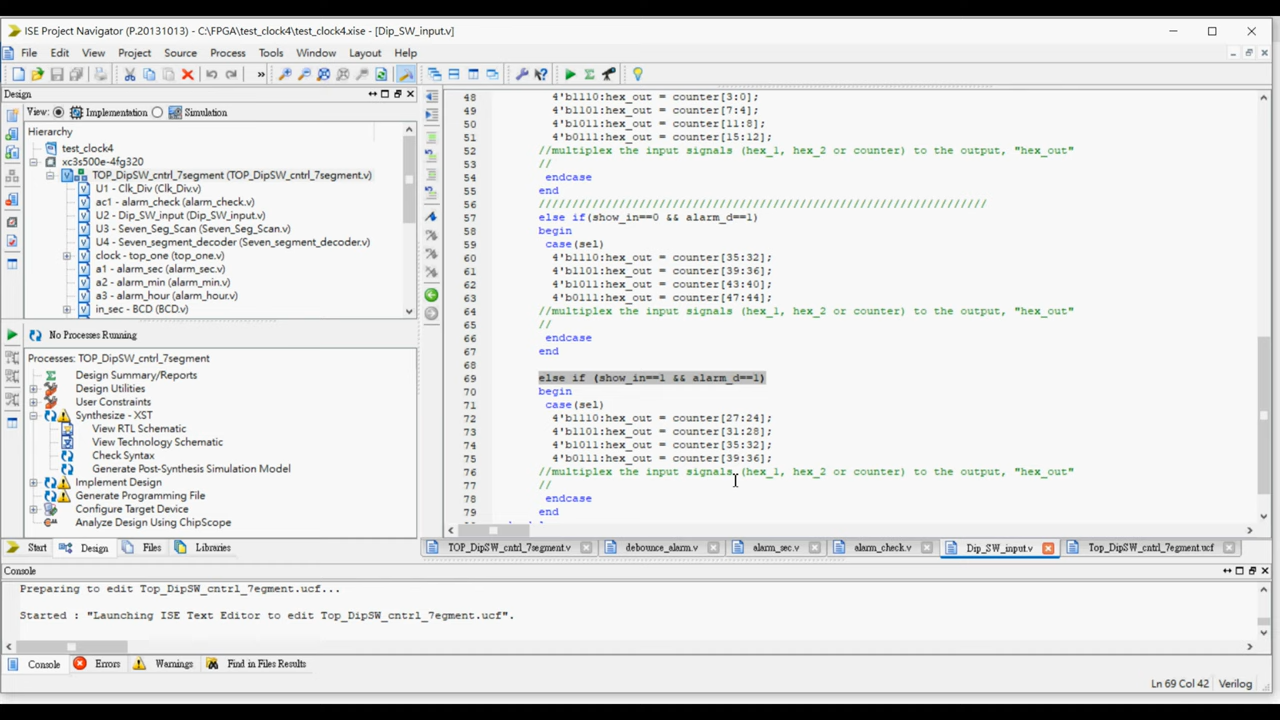 ISE Project Navigator (P.20131013) - C:\FPGA\test_clock4\test_clock4.xise - [Dip_SW_input.v]
File Edit View Project Source Process Tools Window Layout Help
Design
View: Implementation Simulation
Hierarchy
test_clock4
xc3s500e-4fg320
TOP_DipSW_cntrl_7segment (TOP_DipSW_cntrl_7segment.v)
U1 - Clk_Div (Clk_Div.v)
ac1 - alarm_check (alarm_check.v)
U2 - Dip_SW_input (Dip_SW_input.v)
U3 - Seven_Seg_Scan (Seven_Seg_Scan.v)
U4 - Seven_segment_decoder (Seven_segment_decoder.v)
clock - top_one (top_one.v)
a1 - alarm_sec (alarm_sec.v)
a2 - alarm_min (alarm_min.v)
a3 - alarm_hour (alarm_hour.v)
in_sec - BCD (BCD.v)
No Processes Running
Processes: TOP_DipSW_cntrl_7segment
Design Summary/Reports
Design Utilities
User Constraints
Synthesize - XST
View RTL Schematic
View Technology Schematic
Check Syntax
Generate Post-Synthesis Simulation Model
Implement Design
Generate Programming File
Configure Target Device
Analyze Design Using ChipScope
Start Design Files Libraries
48 4'b1110:hex_out = counter[3:0];
49 4'b1101:hex_out = counter[7:4];
50 4'b1011:hex_out = counter[11:8];
51 4'b0111:hex_out = counter[15:12];
52 //multiplex the input signals (hex_1, hex_2 or counter) to the output, "hex_out"
53 //
54 endcase
55 end
56 ///////////////////////////////////////////////////////////////////
57 else if(show_in==0 && alarm_d==1)
58 begin
59 case(sel)
60 4'b1110:hex_out = counter[35:32];
61 4'b1101:hex_out = counter[39:36];
62 4'b1011:hex_out = counter[43:40];
63 4'b0111:hex_out = counter[47:44];
64 //multiplex the input signals (hex_1, hex_2 or counter) to the output, "hex_out"
65 //
66 endcase
67 end
68
69 else if (show_in==1 && alarm_d==1)
70 begin
71 case(sel)
72 4'b1110:hex_out = counter[27:24];
73 4'b1101:hex_out = counter[31:28];
74 4'b1011:hex_out = counter[35:32];
75 4'b0111:hex_out = counter[39:36];
76 //multiplex the input signals (hex_1, hex_2 or counter) to the output, "hex_out"
77 //
78 endcase
79 end
TOP_DipSW_cntrl_7segment.v debounce_alarm.v alarm_sec.v alarm_check.v Dip_SW_input.v Top_DipSW_cntrl_7egment.ucf
Console
Preparing to edit Top_DipSW_cntrl_7egment.ucf...
Started : "Launching ISE Text Editor to edit Top_DipSW_cntrl_7egment.ucf".
Console Errors Warnings Find in Files Results
Ln 69 Col 42 Verilog